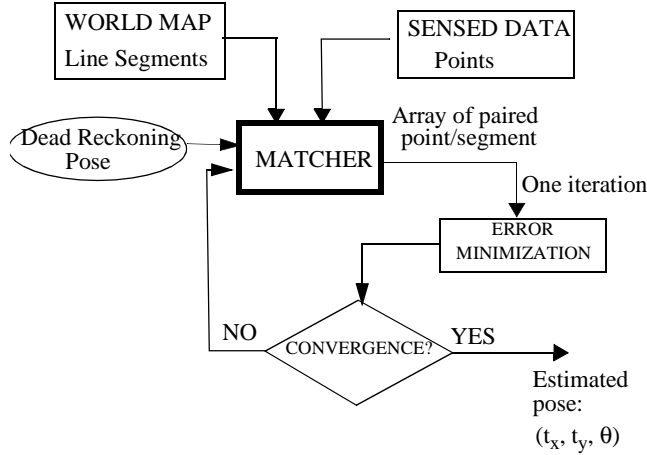 WORLD MAP
Line Segments
SENSED DATA
Points
Dead Reckoning
Pose
MATCHER
Array of paired
point/segment
One iteration
ERROR
MINIMIZATION
CONVERGENCE?
NO
YES
Estimated
pose:
(tx, ty, θ)